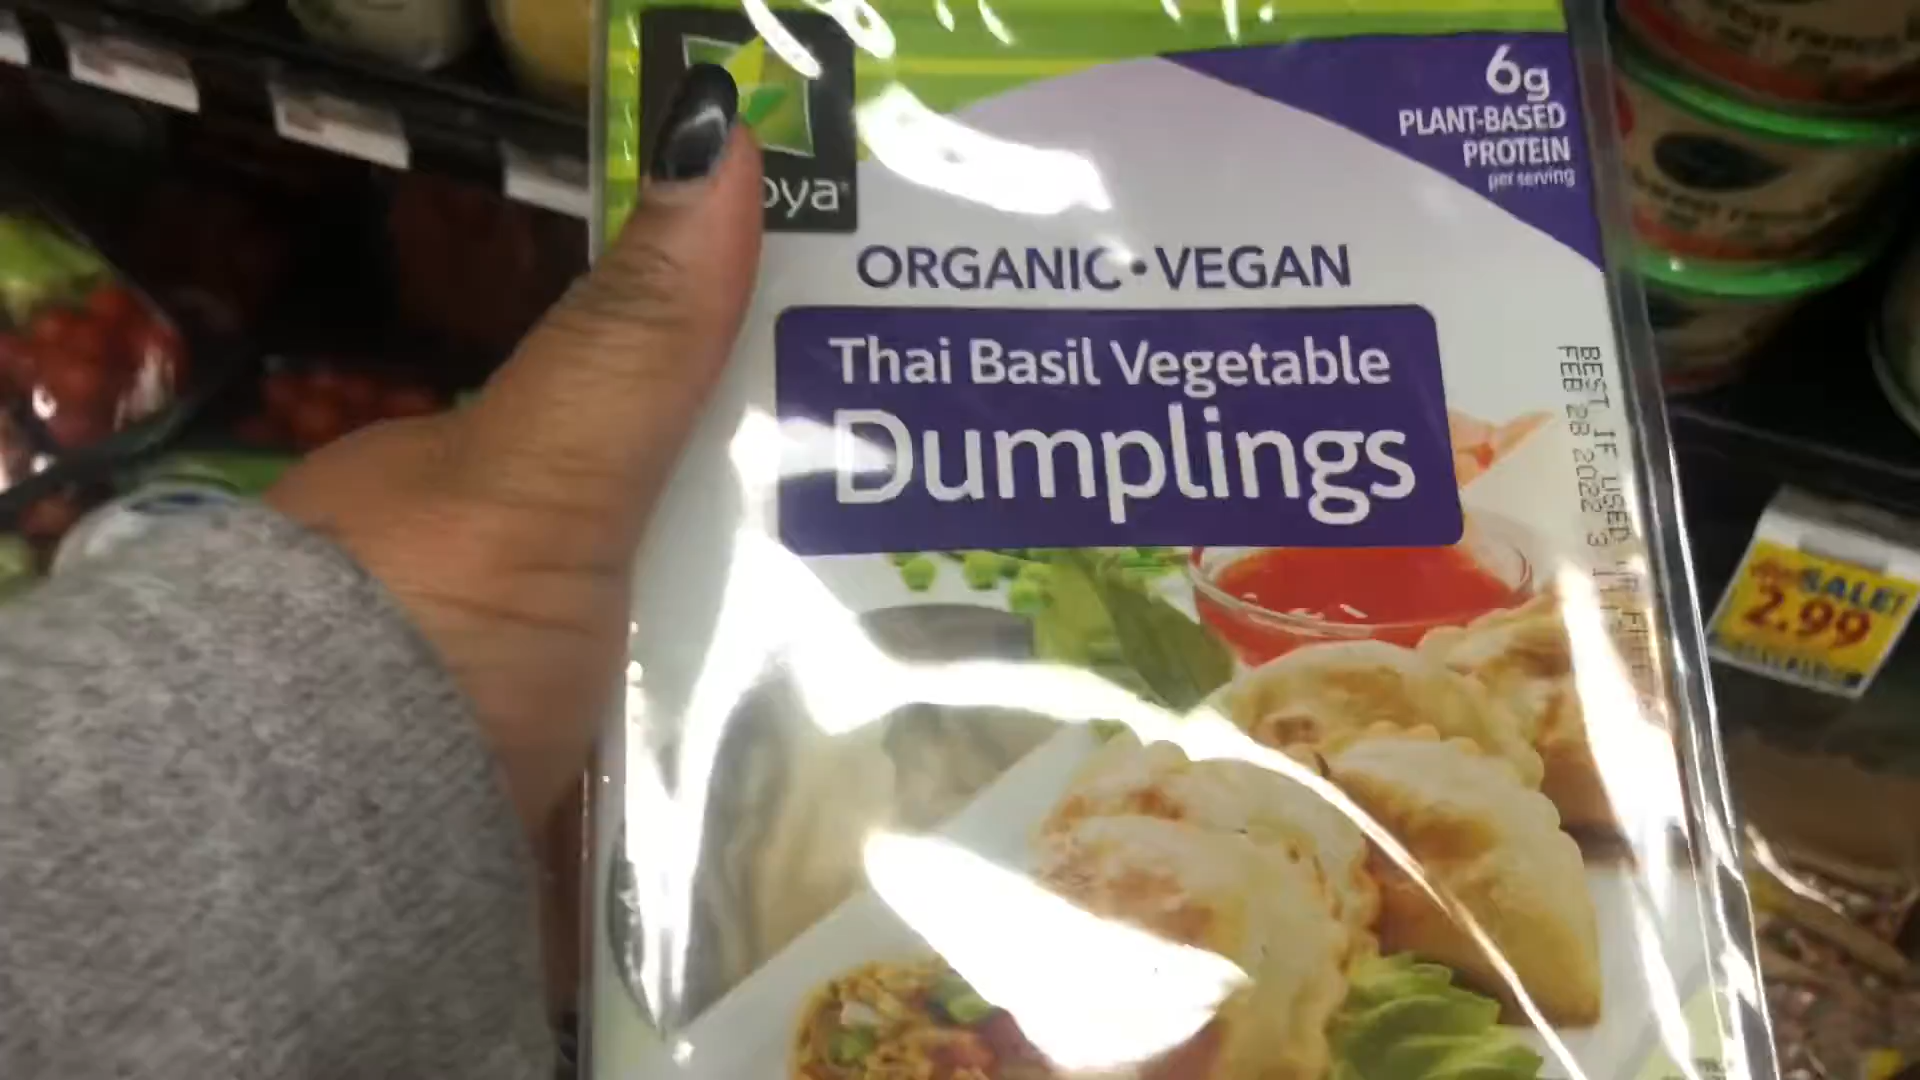 oya
6g
PLANT-BASED
PROTEIN
per serving
ORGANIC • VEGAN
Thai Basil Vegetable
Dumplings
BEST IF USED
FEB 28 2022
SALE!
2.99